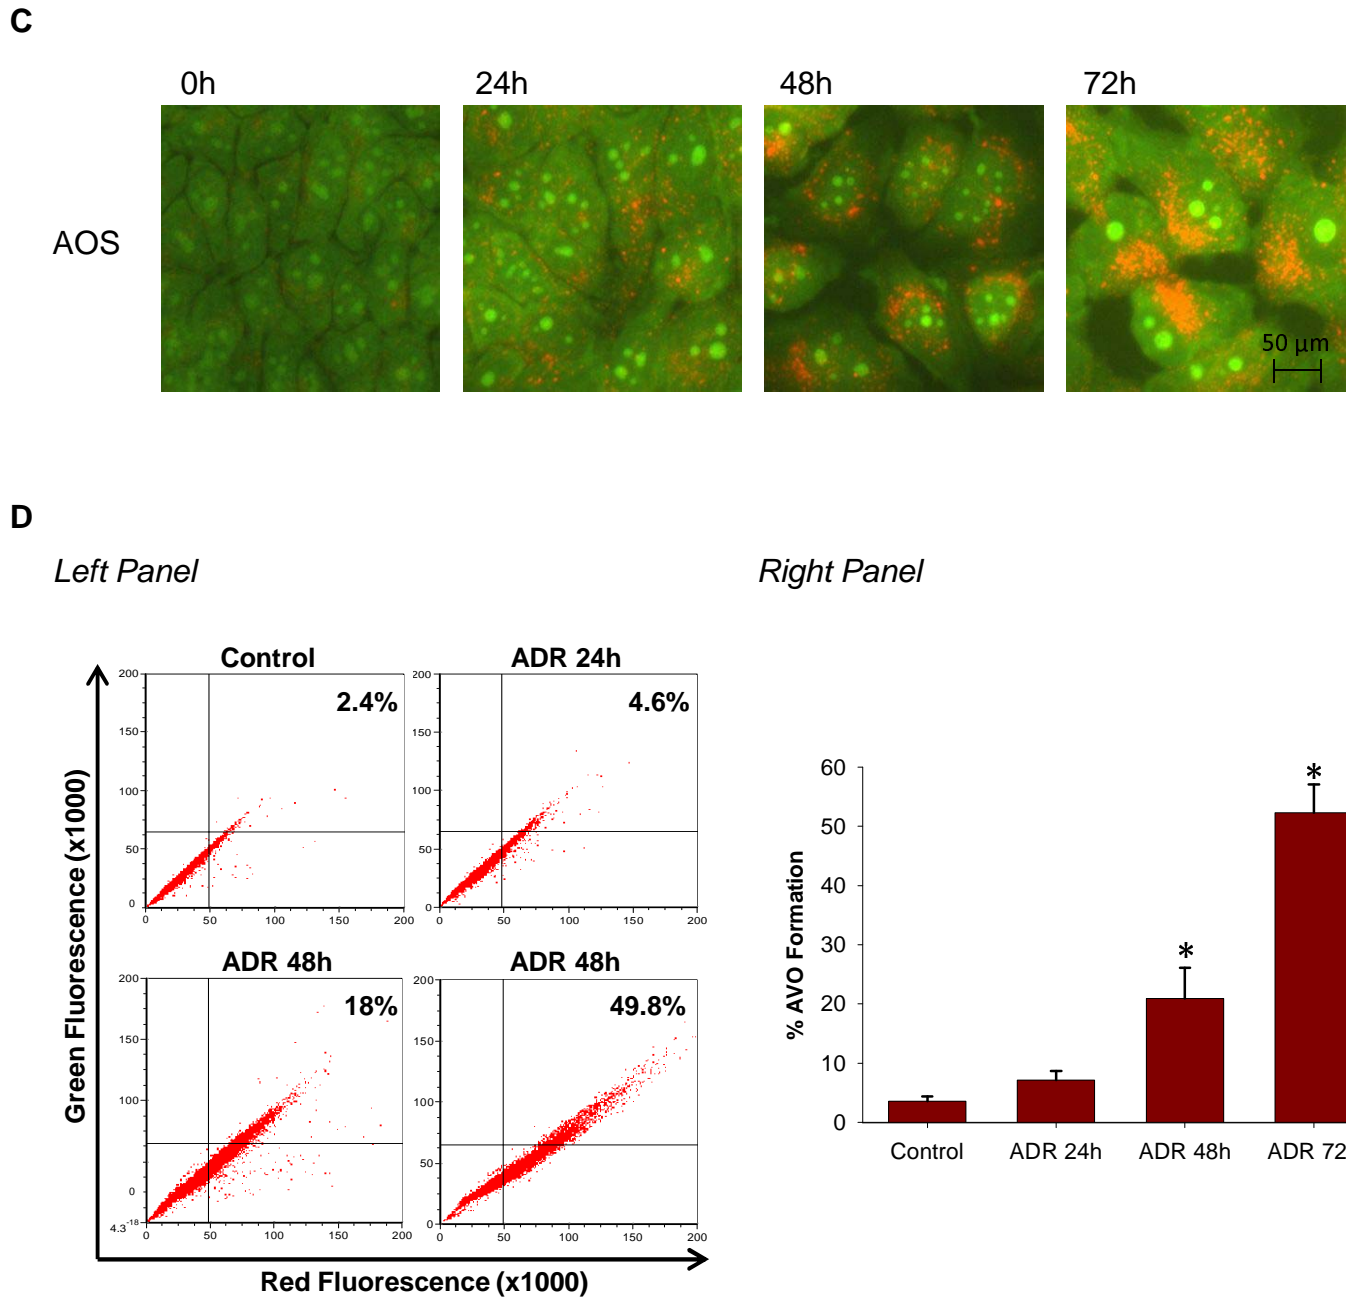 C
0h 24h 48h 72h
AOS
50 µm
D
Left Panel Right Panel
Control ADR 24h
2.4% 4.6%
200 150 100 50 0
0 50 100 150 200
200 150 100 50 0
0 50 100 150 200
ADR 48h ADR 48h
18% 49.8%
200 150 100 0 -18
4.3 0 50 100 150 200
200 150 100 50 0
0 50 100 150 200
Green Fluorescence (x1000)
Red Fluorescence (x1000)
% AVO Formation
60
50
40
30
20
10
0
* *
Control ADR 24h ADR 48h ADR 72